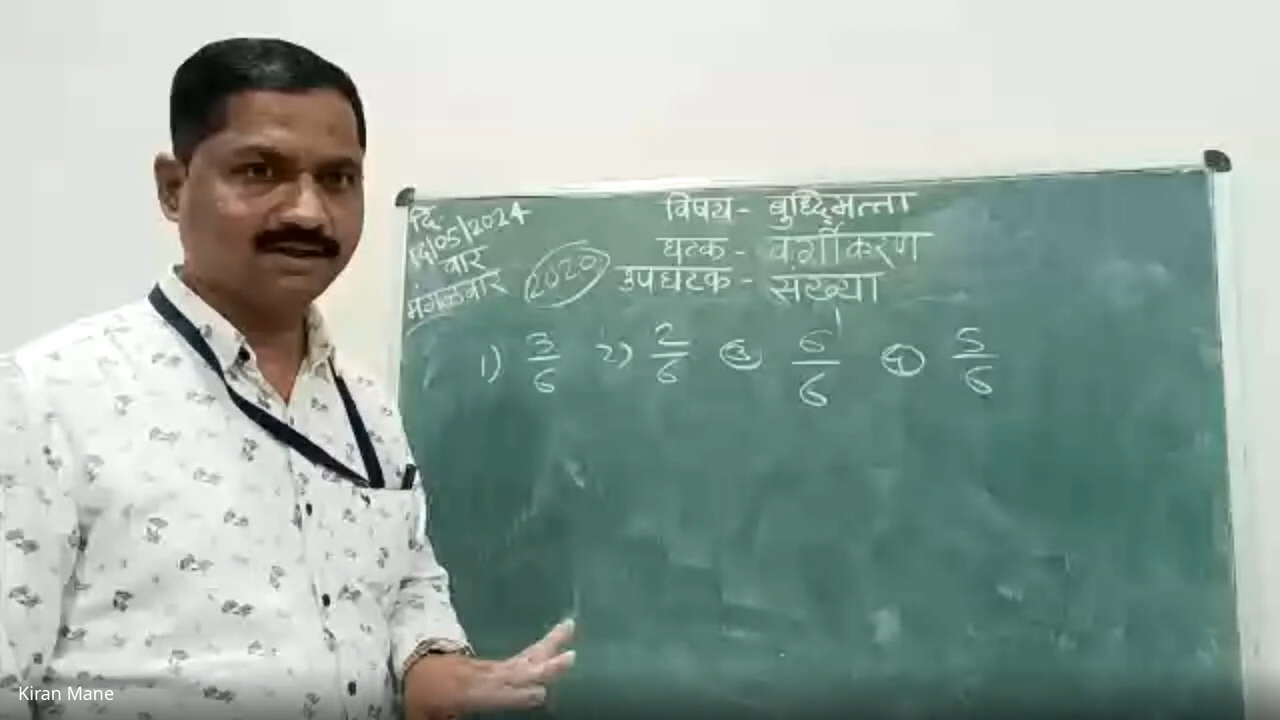 दि.
14/05/2024
वार
मंगळवार
2020
विषय - बुध्दिमत्ता
घटक - वर्गीकरण
उपघटक - संख्या
1) 3/6 2) 2/6 3 6/6 4 5/6
Kiran Mane